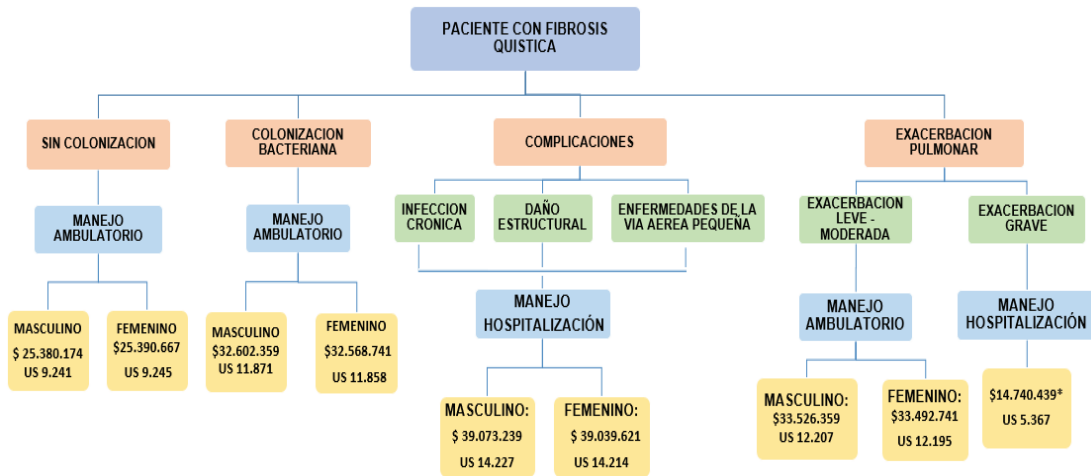 PACIENTE CON FIBROSIS
QUISTICA
SIN COLONIZACION
COLONIZACION
BACTERIANA
COMPLICACIONES
EXACERBACION
PULMONAR
MANEJO
AMBULATORIO
MANEJO
AMBULATORIO
INFECCION
CRONICA
DAÑO
ESTRUCTURAL
ENFERMEDADES DE LA
VIA AEREA PEQUEÑA
EXACERBACION
LEVE -
MODERADA
EXACERBACION
GRAVE
MANEJO
HOSPITALIZACIÓN
MANEJO
AMBULATORIO
MANEJO
HOSPITALIZACIÓN
MASCULINO
$ 25.380.174
US 9.241
FEMENINO
$25.390.667
US 9.245
MASCULINO
$32.602.359
US 11.871
FEMENINO
$32.568.741
US 11.858
MASCULINO:
$ 39.073.239
US 14.227
FEMENINO:
$ 39.039.621
US 14.214
MASCULINO:
$33.526.359
US 12.207
FEMENINO:
$33.492.741
US 12.195
$14.740.439*
US 5.367